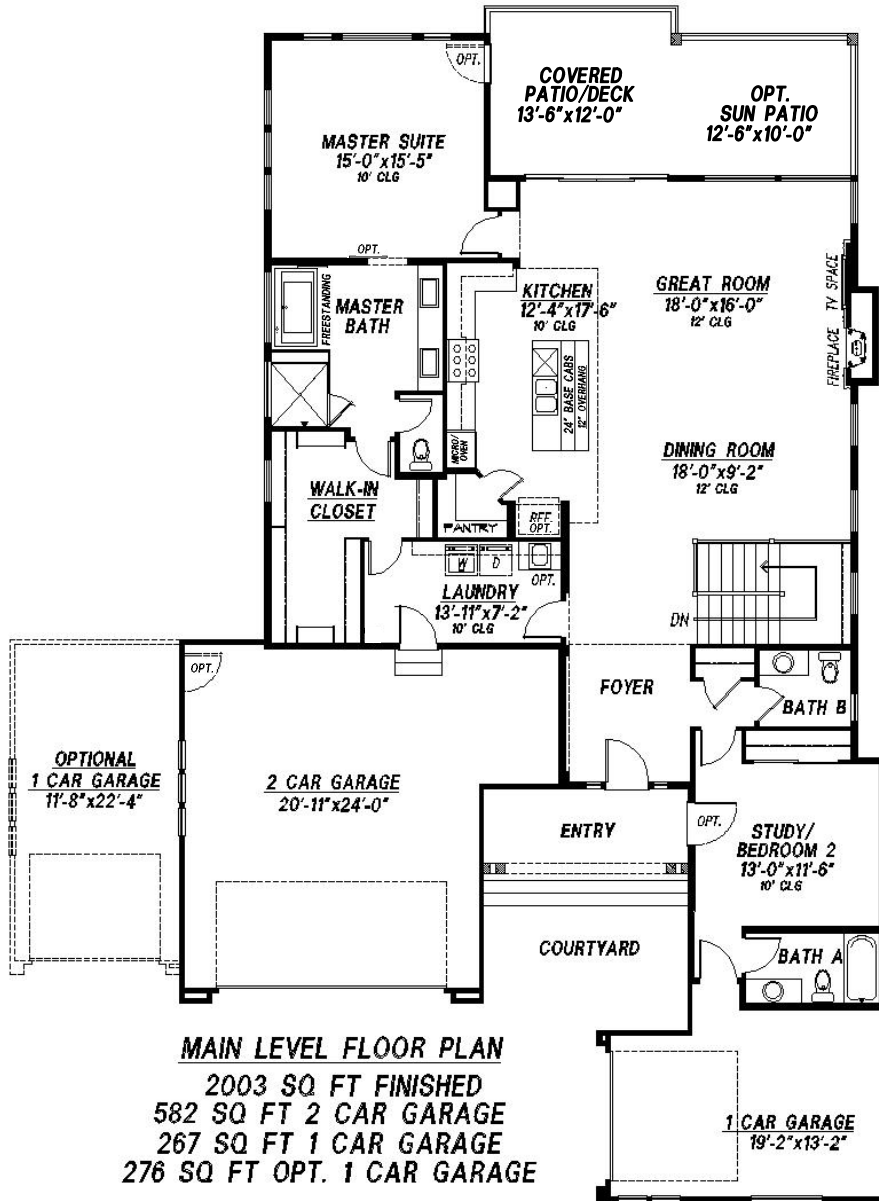 OPT.
COVERED
PATIO/DECK
13'-6"x12'-0"
OPT.
SUN PATIO
12'-6"x10'-0"
MASTER SUITE
15'-0"x15'-5"
10' CLG
OPT.
FREESTANDING
MASTER
BATH
KITCHEN
12'-4"x17'-6"
10' CLG
GREAT ROOM
18'-0"x16'-0"
12' CLG
TV SPACE
FIREPLACE
24" BASE CABS
12" OVERHANG
MICRO/
OVEN
DINING ROOM
18'-0"x9'-2"
12' CLG
WALK-IN
CLOSET
PANTRY
REF.
OPT.
W
D
OPT.
LAUNDRY
13'-11"x7'-2"
10' CLG
DN
OPT.
FOYER
BATH B
OPTIONAL
1 CAR GARAGE
11'-8"x22'-4"
2 CAR GARAGE
20'-11"x24'-0"
ENTRY
OPT.
STUDY/
BEDROOM 2
13'-0"x11'-6"
10' CLG
COURTYARD
BATH A
MAIN LEVEL FLOOR PLAN
2003 SQ FT FINISHED
582 SQ FT 2 CAR GARAGE
267 SQ FT 1 CAR GARAGE
276 SQ FT OPT. 1 CAR GARAGE
1 CAR GARAGE
19'-2"x13'-2"